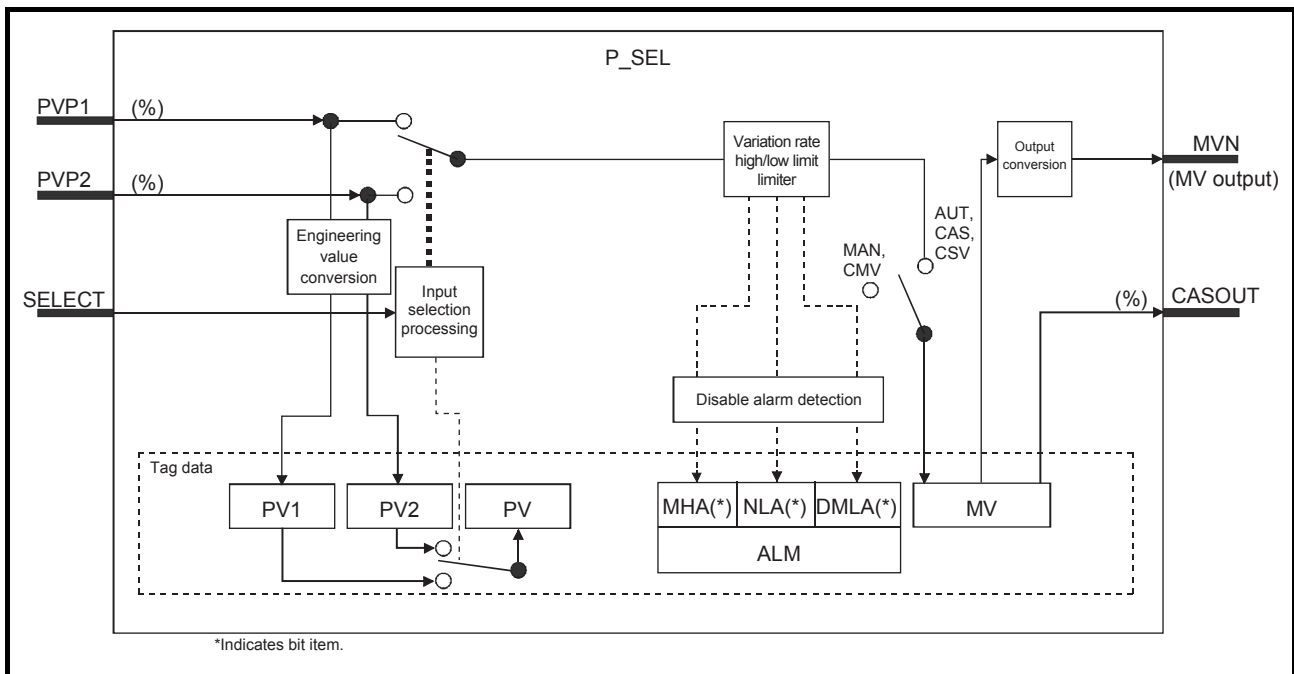 P_SEL
PVP1
(%)
PVP2
(%)
SELECT
Engineering
value
conversion
Input
selection
processing
Variation rate
high/low limit
limiter
Output
conversion
MVN
(MV output)
AUT,
CAS,
CSV
MAN,
CMV
(%)
CASOUT
Disable alarm detection
Tag data
PV1
PV2
PV
MHA(*)
NLA(*)
DMLA(*)
ALM
MV
*Indicates bit item.